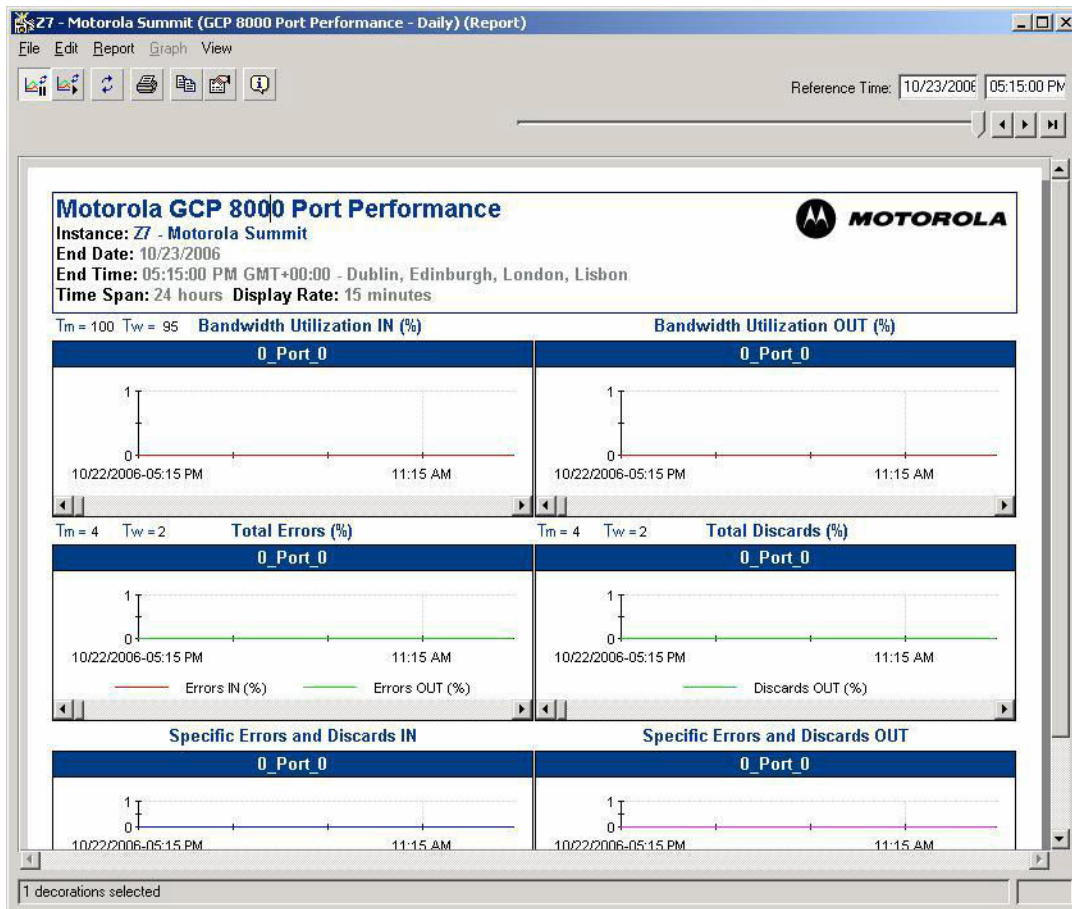 Z7 - Motorola Summit (GCP 8000 Port Performance - Daily) (Report)
File Edit Report Graph View
Reference Time: 10/23/2006 05:15:00 PM
Motorola GCP 8000 Port Performance
MOTOROLA
Instance: Z7 - Motorola Summit
End Date: 10/23/2006
End Time: 05:15:00 PM GMT+00:00 - Dublin, Edinburgh, London, Lisbon
Time Span: 24 hours Display Rate: 15 minutes
Tm = 100 Tw = 95 Bandwidth Utilization IN (%) Bandwidth Utilization OUT (%)
0_Port_0 0_Port_0
1 1
0 0
10/22/2006-05:15 PM 11:15 AM 10/22/2006-05:15 PM 11:15 AM
Tm = 4 Tw = 2 Total Errors (%) Tm = 4 Tw = 2 Total Discards (%)
0_Port_0 0_Port_0
1 1
0 0
10/22/2006-05:15 PM 11:15 AM 10/22/2006-05:15 PM 11:15 AM
Errors IN (%) Errors OUT (%) Discards OUT (%)
Specific Errors and Discards IN Specific Errors and Discards OUT
0_Port_0 0_Port_0
1 1
0 0
10/22/2006-05:15 PM 11:15 AM 10/22/2006-05:15 PM 11:15 AM
1 decorations selected